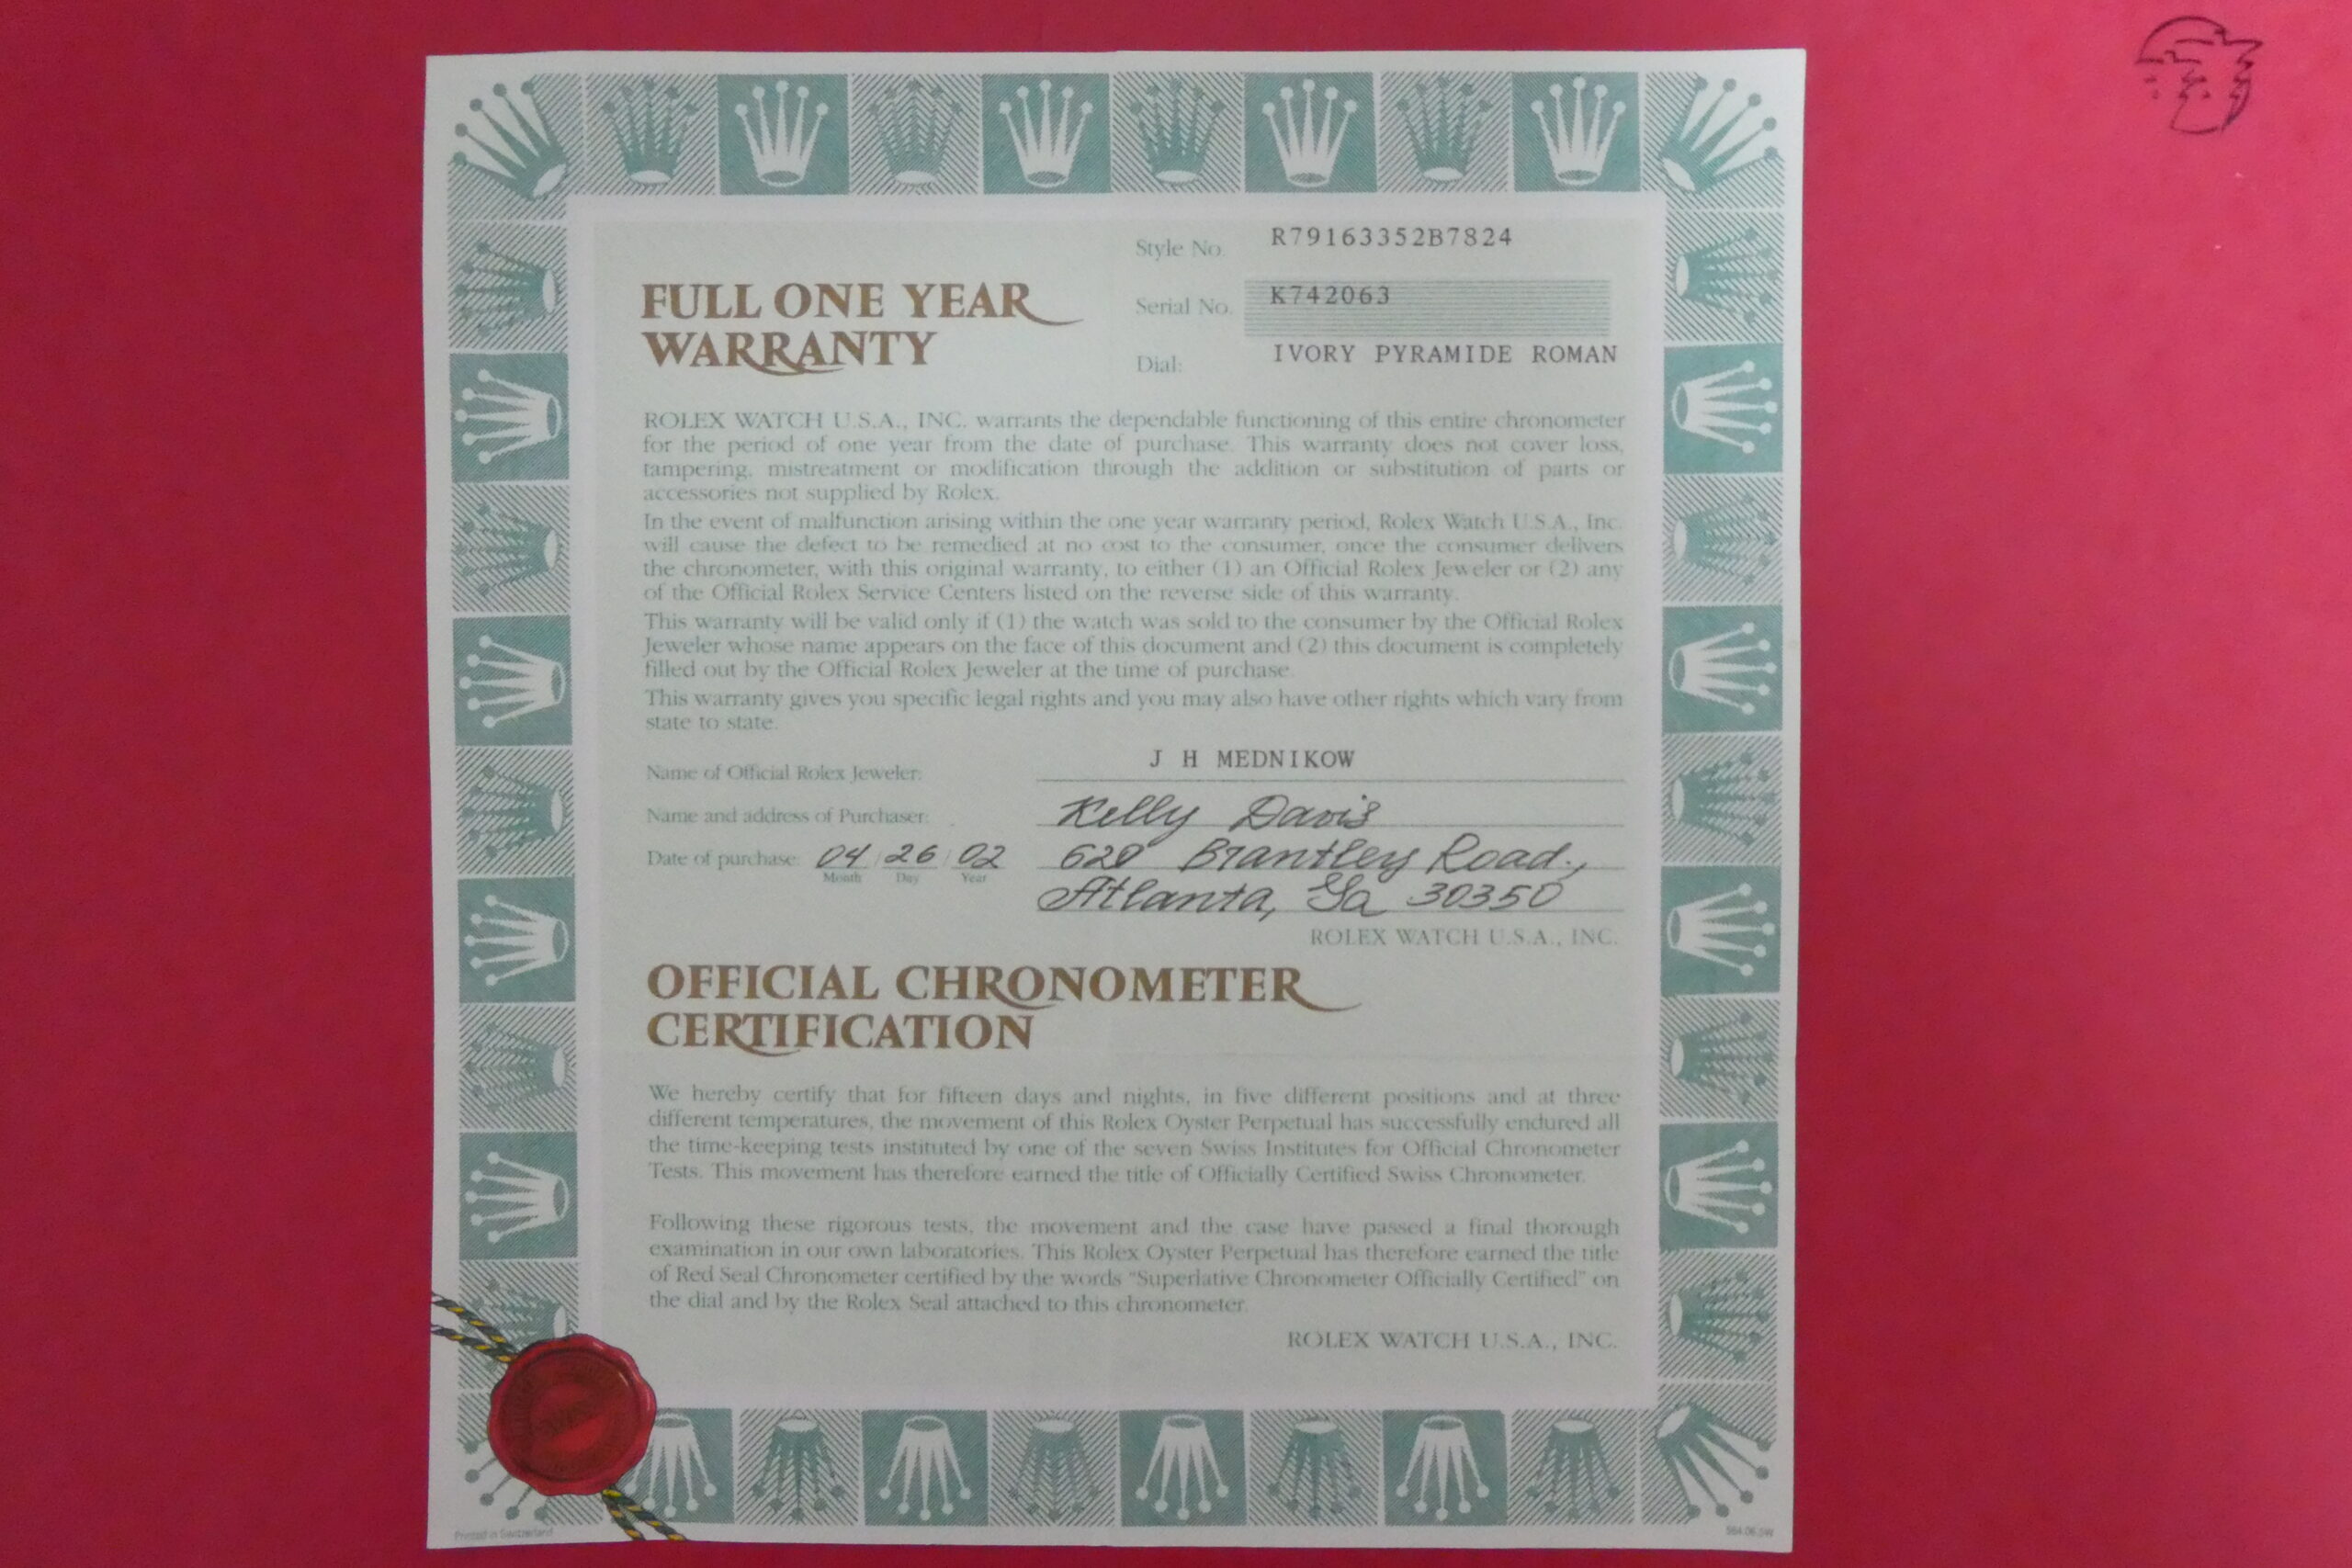 Style No. R79163352B7824
FULL ONE YEAR
WARRANTY
Serial No. K742063
Dial: IVORY PYRAMIDE ROMAN
ROLEX WATCH U.S.A., INC. warrants the dependable functioning of this entire chronometer
for the period of one year from the date of purchase. This warranty does not cover loss,
tampering, mistreatment or modification through the addition or substitution of parts or
accessories not supplied by Rolex.
In the event of malfunction arising within the one year warranty period, Rolex Watch U.S.A., Inc.
will cause the defect to be remedied at no cost to the consumer, once the consumer delivers
the chronometer, with this original warranty, to either (1) an Official Rolex Jeweler or (2) any
of the Official Rolex Service Centers listed on the reverse side of this warranty.
This warranty will be valid only if (1) the watch was sold to the consumer by the Official Rolex
Jeweler whose name appears on the face of this document and (2) this document is completely
filled out by the Official Rolex Jeweler at the time of purchase.
This warranty gives you specific legal rights and you may also have other rights which vary from
state to state.
Name of Official Rolex Jeweler: J H MEDNIKOW
Name and address of Purchaser: Kelly Davis
Date of purchase: 04 / 26 / 02 620 Brantley Road.,
Month Day Year
Atlanta, Ga 30350
ROLEX WATCH U.S.A., INC.
OFFICIAL CHRONOMETER
CERTIFICATION
We hereby certify that for fifteen days and nights, in five different positions and at three
different temperatures, the movement of this Rolex Oyster Perpetual has successfully endured all
the time-keeping tests instituted by one of the seven Swiss Institutes for Official Chronometer
Tests. This movement has therefore earned the title of Officially Certified Swiss Chronometer.
Following these rigorous tests, the movement and the case have passed a final thorough
examination in our own laboratories. This Rolex Oyster Perpetual has therefore earned the title
of Red Seal Chronometer certified by the words "Superlative Chronometer Officially Certified" on
the dial and by the Rolex Seal attached to this chronometer.
ROLEX WATCH U.S.A., INC.
Printed in Switzerland